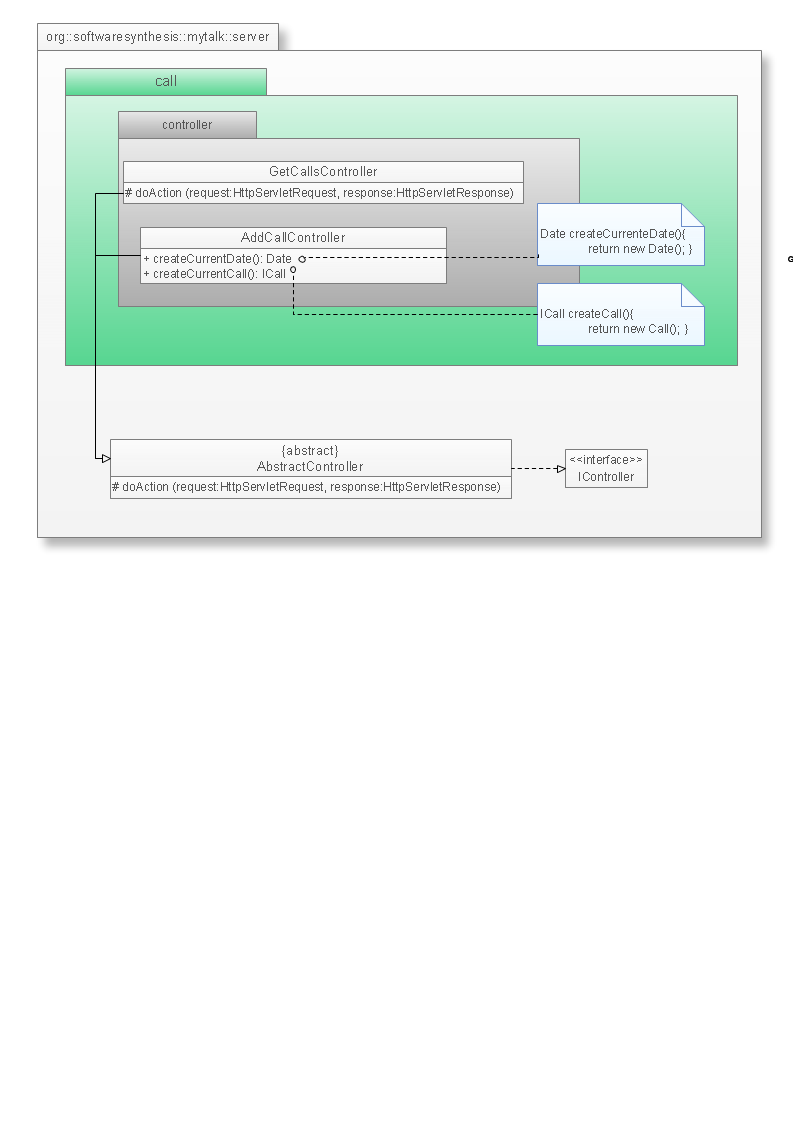 org::softwaresynthesis::mytalk::server
call
controller
GetCallsController
# doAction (request:HttpServletRequest, response:HttpServletResponse)
AddCallController
+ createCurrentDate(): Date
+ createCurrentCall(): ICall
Date createCurrenteDate(){
return new Date(); }
ICall createCall(){
return new Call(); }
{abstract}
AbstractController
# doAction (request:HttpServletRequest, response:HttpServletResponse)
<<interface>>
IController